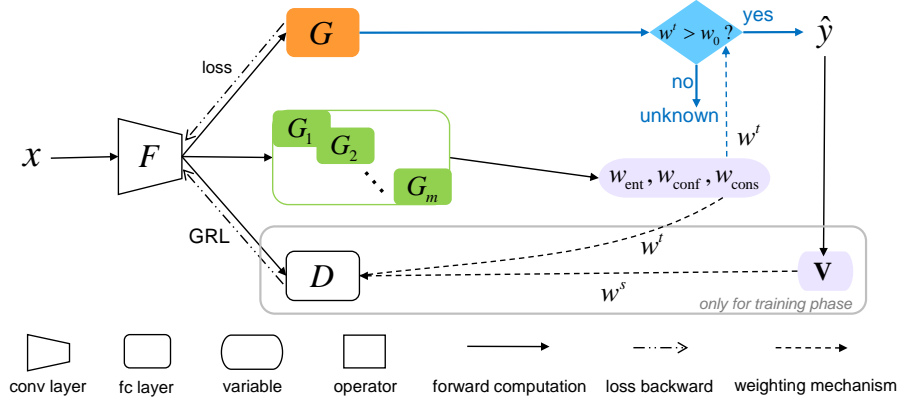 G
w^t > w_0 ?
yes
ŷ
loss
no
unknown
G_1
G_2
G_m
x
F
w^t
w_ent, w_conf, w_cons
GRL
w^t
D
V
w^s
only for training phase
conv layer
fc layer
variable
operator
forward computation
loss backward
weighting mechanism